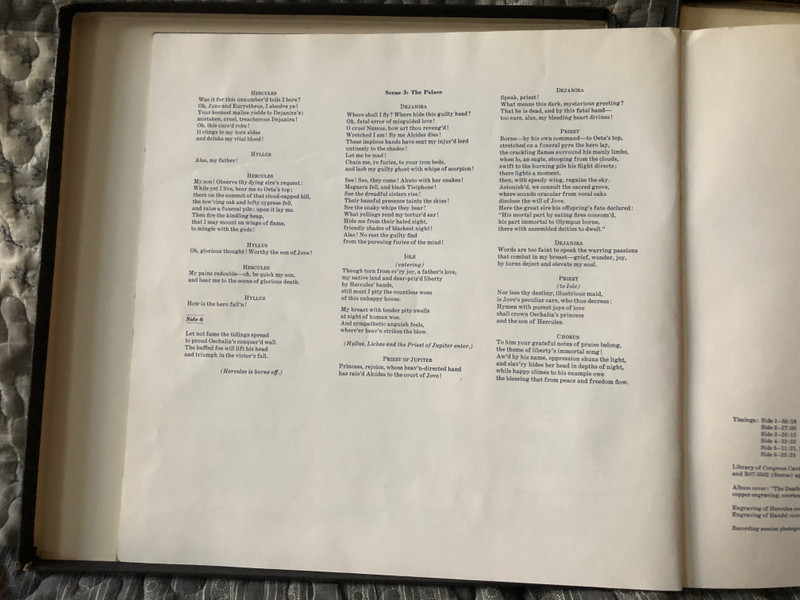 HERCULES
Was it for this unnumber'd toils I bore?
Oh, Juno and Eurystheus, I absolve ye!
Your keenest malice yields to Dejanira's;
mistaken, cruel, treacherous Dejanira!
Oh, this curs'd robe!
It clings to my torn sides
and drinks my vital blood!
HYLLUS
Alas, my father!
HERCULES
My son! Observe thy dying sire's request:
While yet I live, bear me to Oeta's top;
there on the summit of that cloud-capped hill,
the tow'ring oak and lofty cypress fell,
and raise a funeral pile; upon it lay me.
Then fire the kindling heap,
that I may mount on wings of flame,
to mingle with the gods!
HYLLUS
Oh, glorious thought! Worthy the son of Jove!
HERCULES
My pains redouble—oh, be quick my son,
and bear me to the scene of glorious death.
HYLLUS
How is the hero fall'n!
Side 6
Let not fame the tidings spread
to proud Oechalia's conquer'd wall.
The baffled foe will lift his head
and triumph in the victor's fall.
(Hercules is borne off.)
Scene 3: The Palace
DEJANIRA
Where shall I fly? Where hide this guilty head?
Oh, fatal error of misguided love!
O cruel Nessus, how art thou reveng'd!
Wretched I am! By me Alcides dies!
These impious hands have sent my injur'd lord
untimely to the shades!
Let me be mad!
Chain me, ye furies, to your iron beds,
and lash my guilty ghost with whips of scorpion!
See! See, they come! Alecto with her snakes!
Megaera fell, and black Tisiphone!
See the dreadful sisters rise!
Their baneful presence taints the skies!
See the snaky whips they bear!
What yellings rend my tortur'd ear!
Hide me from their hated sight,
friendly shades of blackest night!
Alas! No rest the guilty find
from the pursuing furies of the mind!
IOLE
(entering)
Though torn from ev'ry joy, a father's love,
my native land and dear-priz'd liberty
by Hercules' hands,
still must I pity the countless woes
of this unhappy house.
My breast with tender pity swells
at sight of human woe.
And sympathetic anguish feels,
where'er heav'n strikes the blow.
(Hyllus, Lichas and the Priest of Jupiter enter.)
PRIEST OF JUPITER
Princess, rejoice, whose heav'n-directed hand
has rais'd Alcides to the court of Jove!
DEJANIRA
Speak, priest!
What means this dark, mysterious greeting?
That he is dead, and by this fatal hand—
too sure, alas, my bleeding heart divines!
PRIEST
Borne—by his own command—to Oeta's top,
stretched on a funeral pyre the hero lay,
the crackling flames surround his manly limbs,
when lo, an eagle, stooping from the clouds,
swift to the burning pile his flight directs;
there lights a moment,
then, with speedy wing, regains the sky.
Astonish'd, we consult the sacred grove,
where sounds oracular from vocal oaks
disclose the will of Jove.
Here the great sire his offspring's fate declared:
"His mortal part by eating fires consum'd,
his part immortal to Olympus borne,
there with assembled deities to dwell."
DEJANIRA
Words are too faint to speak the warring passions
that combat in my breast—grief, wonder, joy,
by turns deject and elevate my soul.
PRIEST
(to Iole)
Nor less thy destiny, illustrious maid,
is Jove's peculiar care, who thus decrees:
Hymen with purest joys of love
shall crown Oechalia's princess
and the son of Hercules.
CHORUS
To him your grateful notes of praise belong,
the theme of liberty's immortal song!
Aw'd by his name, oppression shuns the light,
and slav'ry hides her head in depths of night,
while happy climes to his example owe
the blessing that from peace and freedom flow.
Timings: Side 1
Side 2
Side 3
Side 4
Side 5
Side 6
Library of Congress Card
and (Stereo)
Album cover: "The Death
copper engraving, courtesy
Engraving of Hercules
Engraving of Handel
Recording session